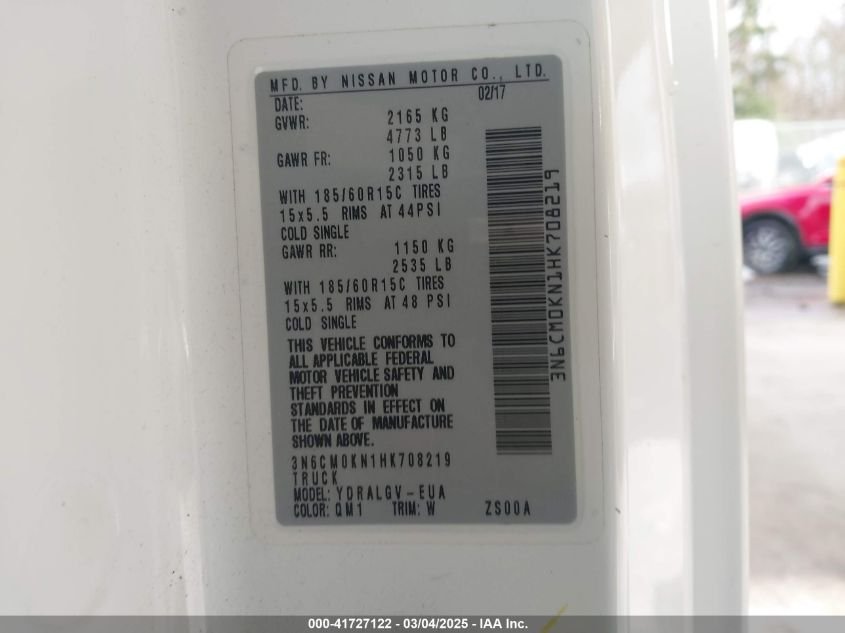 MFD. BY NISSAN MOTOR CO., LTD.
DATE: 02/17
GVWR: 2165 KG
4773 LB
GAWR FR: 1050 KG
2315 LB
WITH 185/60R15C TIRES
15x5.5 RIMS AT 44PSI
COLD SINGLE
GAWR RR: 1150 KG
2535 LB
WITH 185/60R15C TIRES
15x5.5 RIMS AT 48 PSI
COLD SINGLE
THIS VEHICLE CONFORMS TO
ALL APPLICABLE FEDERAL
MOTOR VEHICLE SAFETY AND
THEFT PREVENTION
STANDARDS IN EFFECT ON
THE DATE OF MANUFACTURE
SHOWN ABOVE.
3N6CM0KN1HK708219
TRUCK
MODEL: YDRALGV-EUA
COLOR: QM1 TRIM: W ZS00A
3N6CM0KN1HK708219
000-41727122 - 03/04/2025 - IAA Inc.